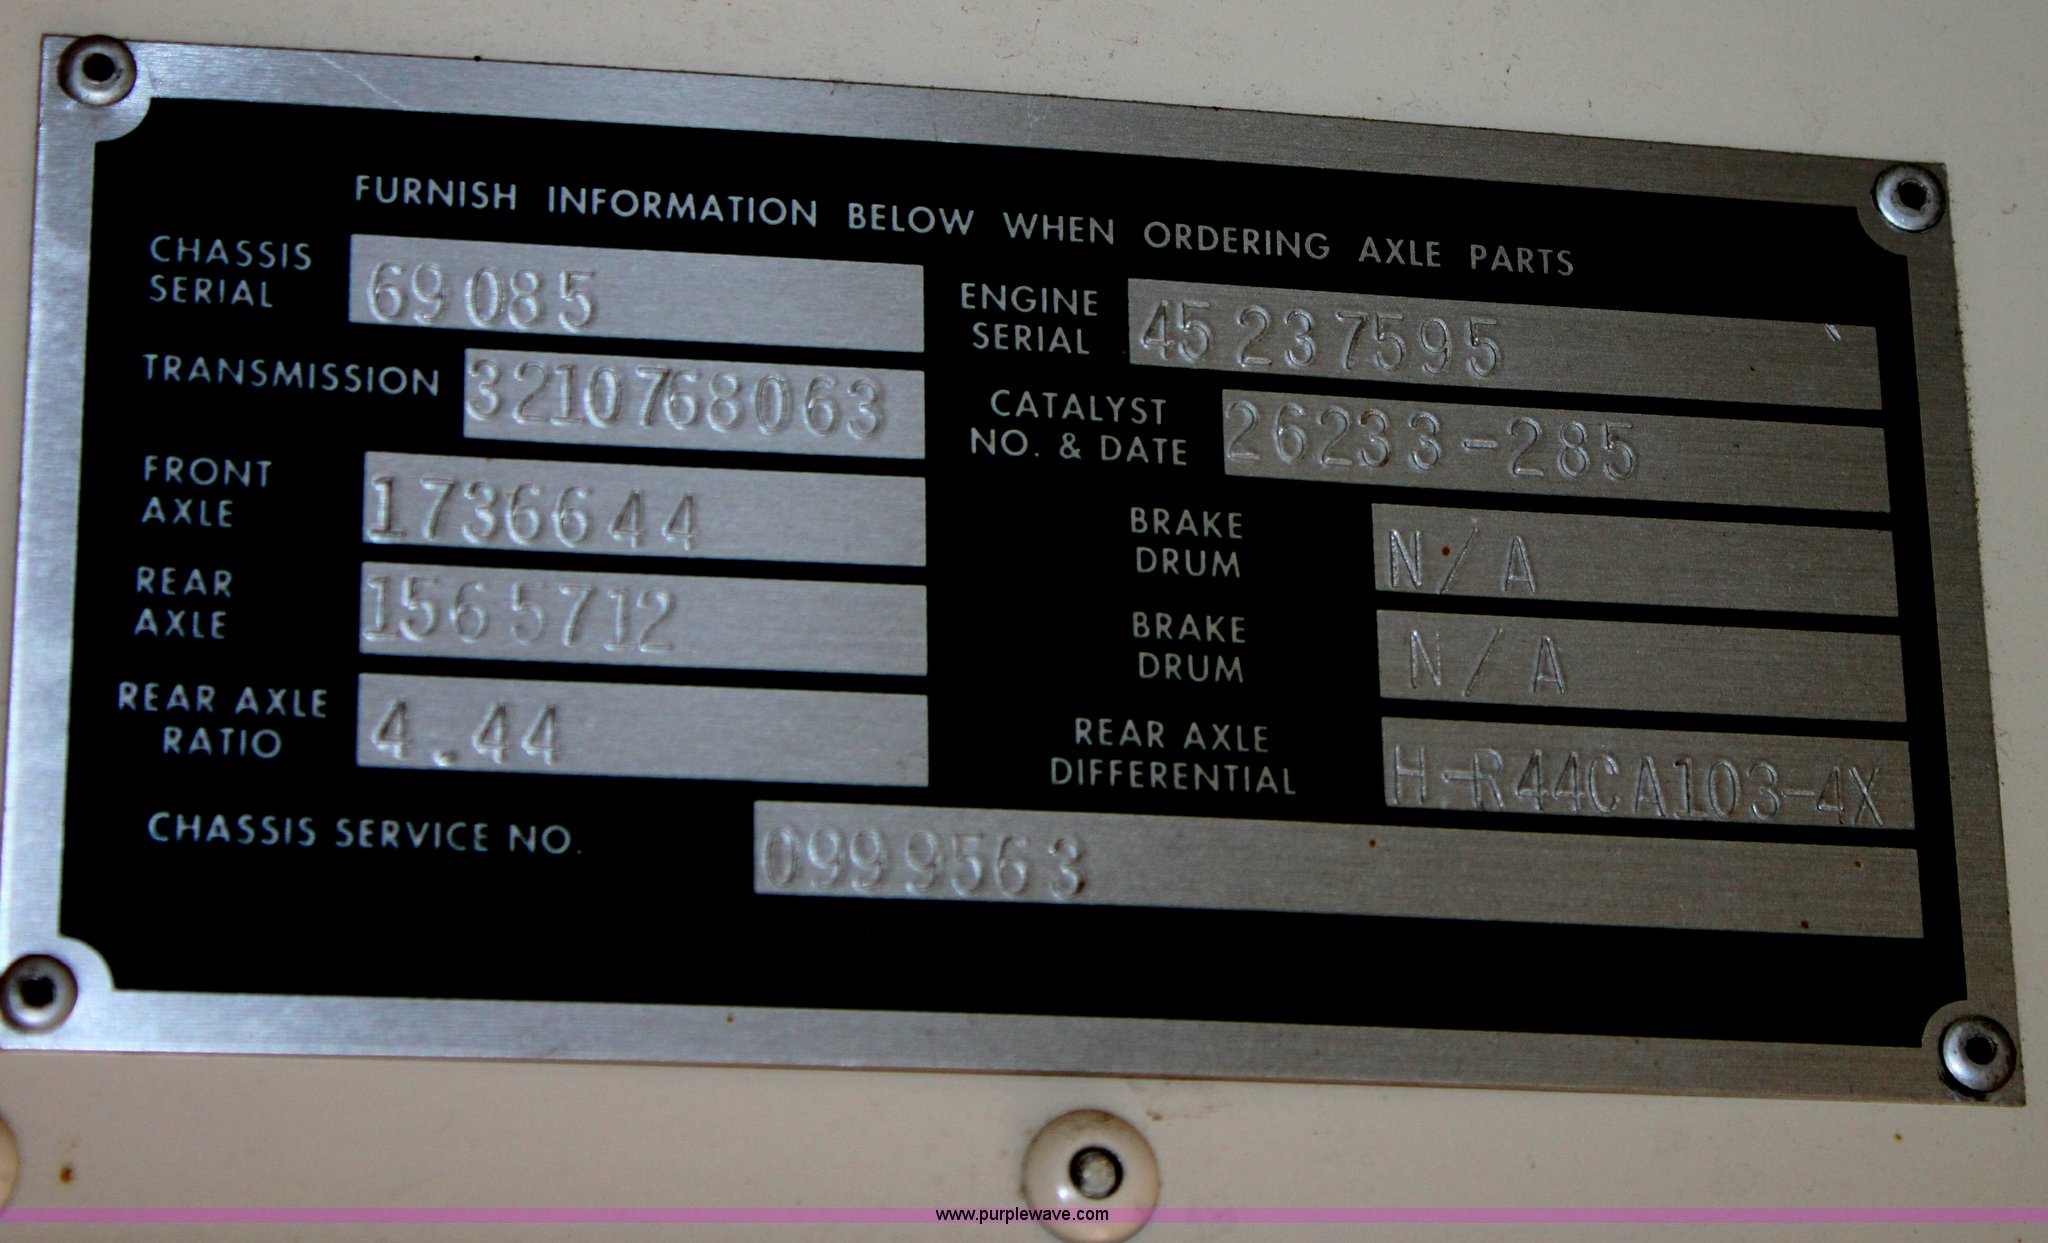 FURNISH INFORMATION BELOW WHEN ORDERING AXLE PARTS
CHASSIS
SERIAL
69085
TRANSMISSION
3210768063
FRONT
AXLE
1736644
REAR
AXLE
1565712
REAR AXLE
RATIO
4.44
ENGINE
SERIAL
45237595
CATALYST
NO. & DATE
26233-285
BRAKE
DRUM
N/A
BRAKE
DRUM
N/A
REAR AXLE
DIFFERENTIAL
H-R44CA103-4X
CHASSIS SERVICE NO.
0999563
www.purplewave.com